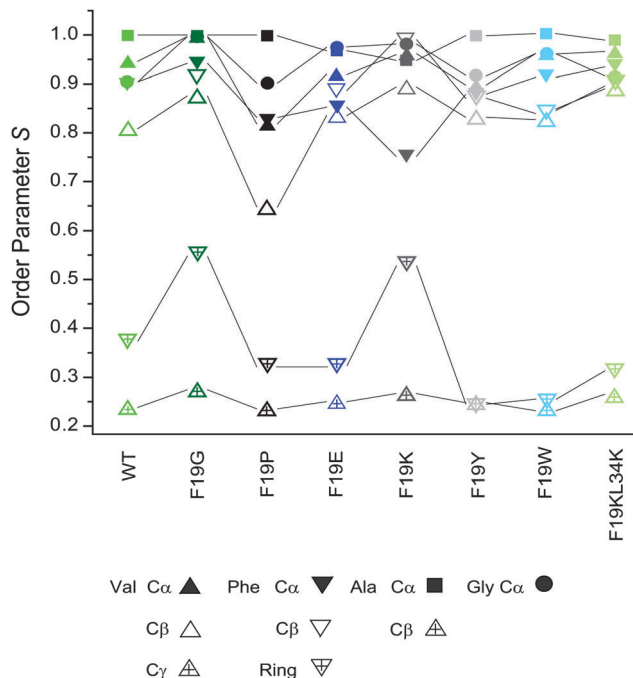 Order Parameter S
1.0
0.9
0.8
0.7
0.6
0.5
0.4
0.3
0.2
WT
F19G
F19P
F19E
F19K
F19Y
F19W
F19KL34K
Val Cα Phe Cα Ala Cα Gly Cα
Cβ Cβ Cβ
Cγ Ring